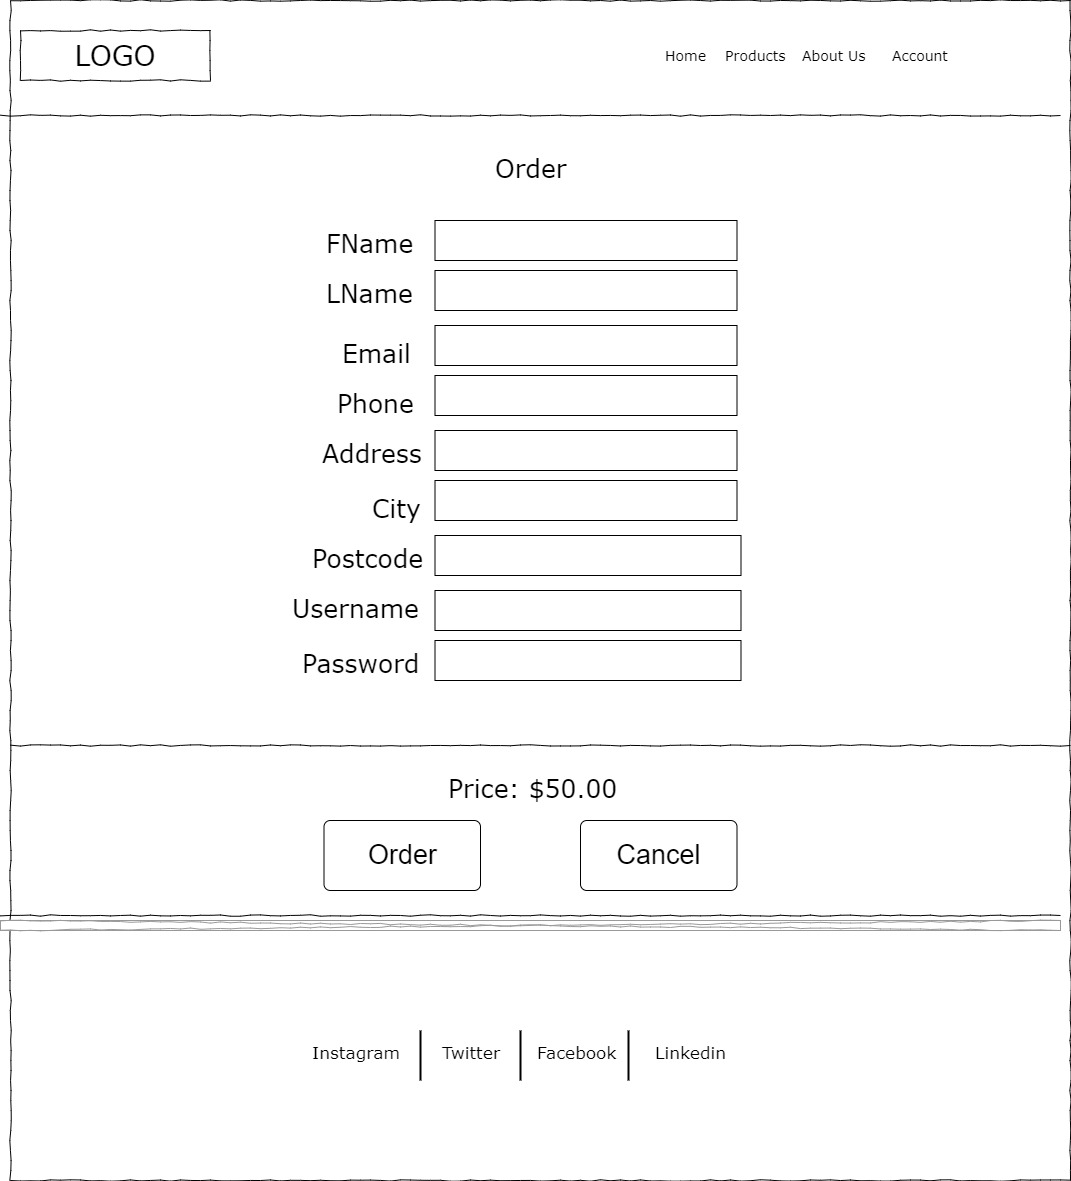 LOGO
Home Products About Us Account
Order
FName
LName
Email
Phone
Address
City
Postcode
Username
Password
Price: $50.00
Order Cancel
Instagram Twitter Facebook Linkedin